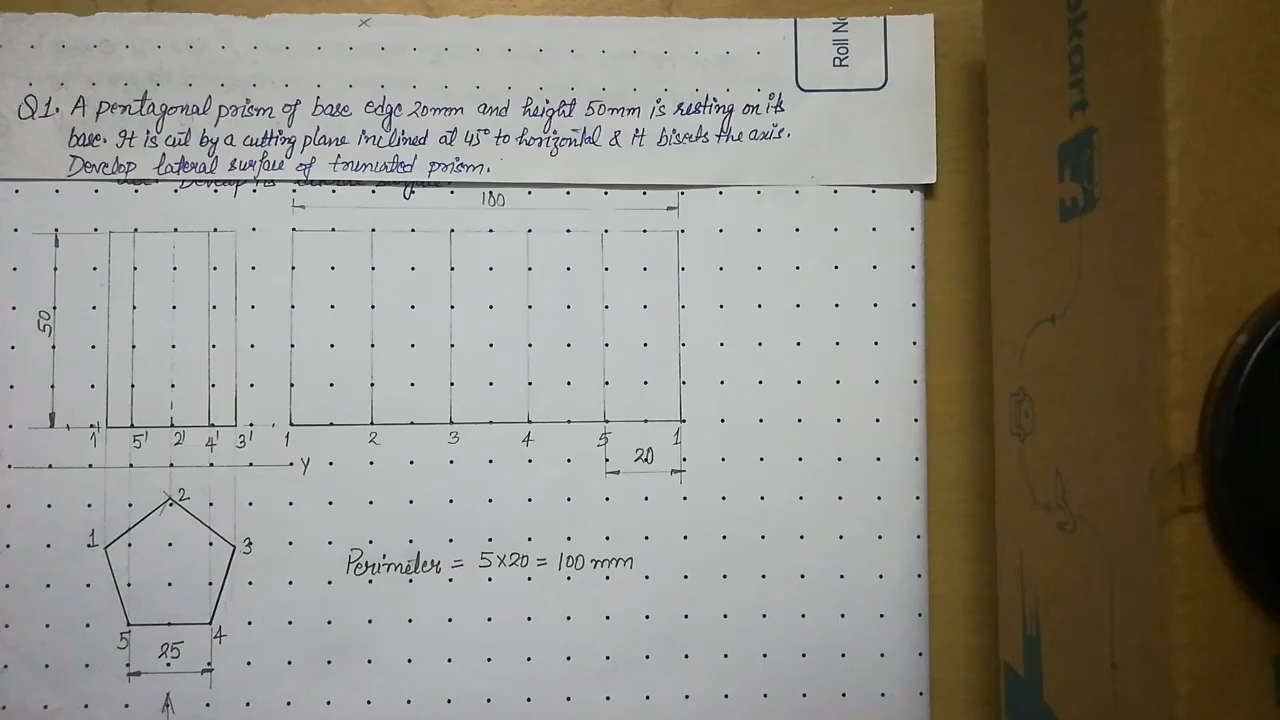 x
Roll No
Q1. A pentagonal prism of base edge 20mm and height 50mm is resting on its
base. It is cut by a cutting plane inclined at 45° to horizontal & it bisects the axis.
Develop lateral surface of truncated prism.
100
50
1' 5' 2' 4' 3' 1 2 3 4 5 1
20
Y
2
1 3
5 4
25
Perimeter = 5×20 = 100 mm
kart